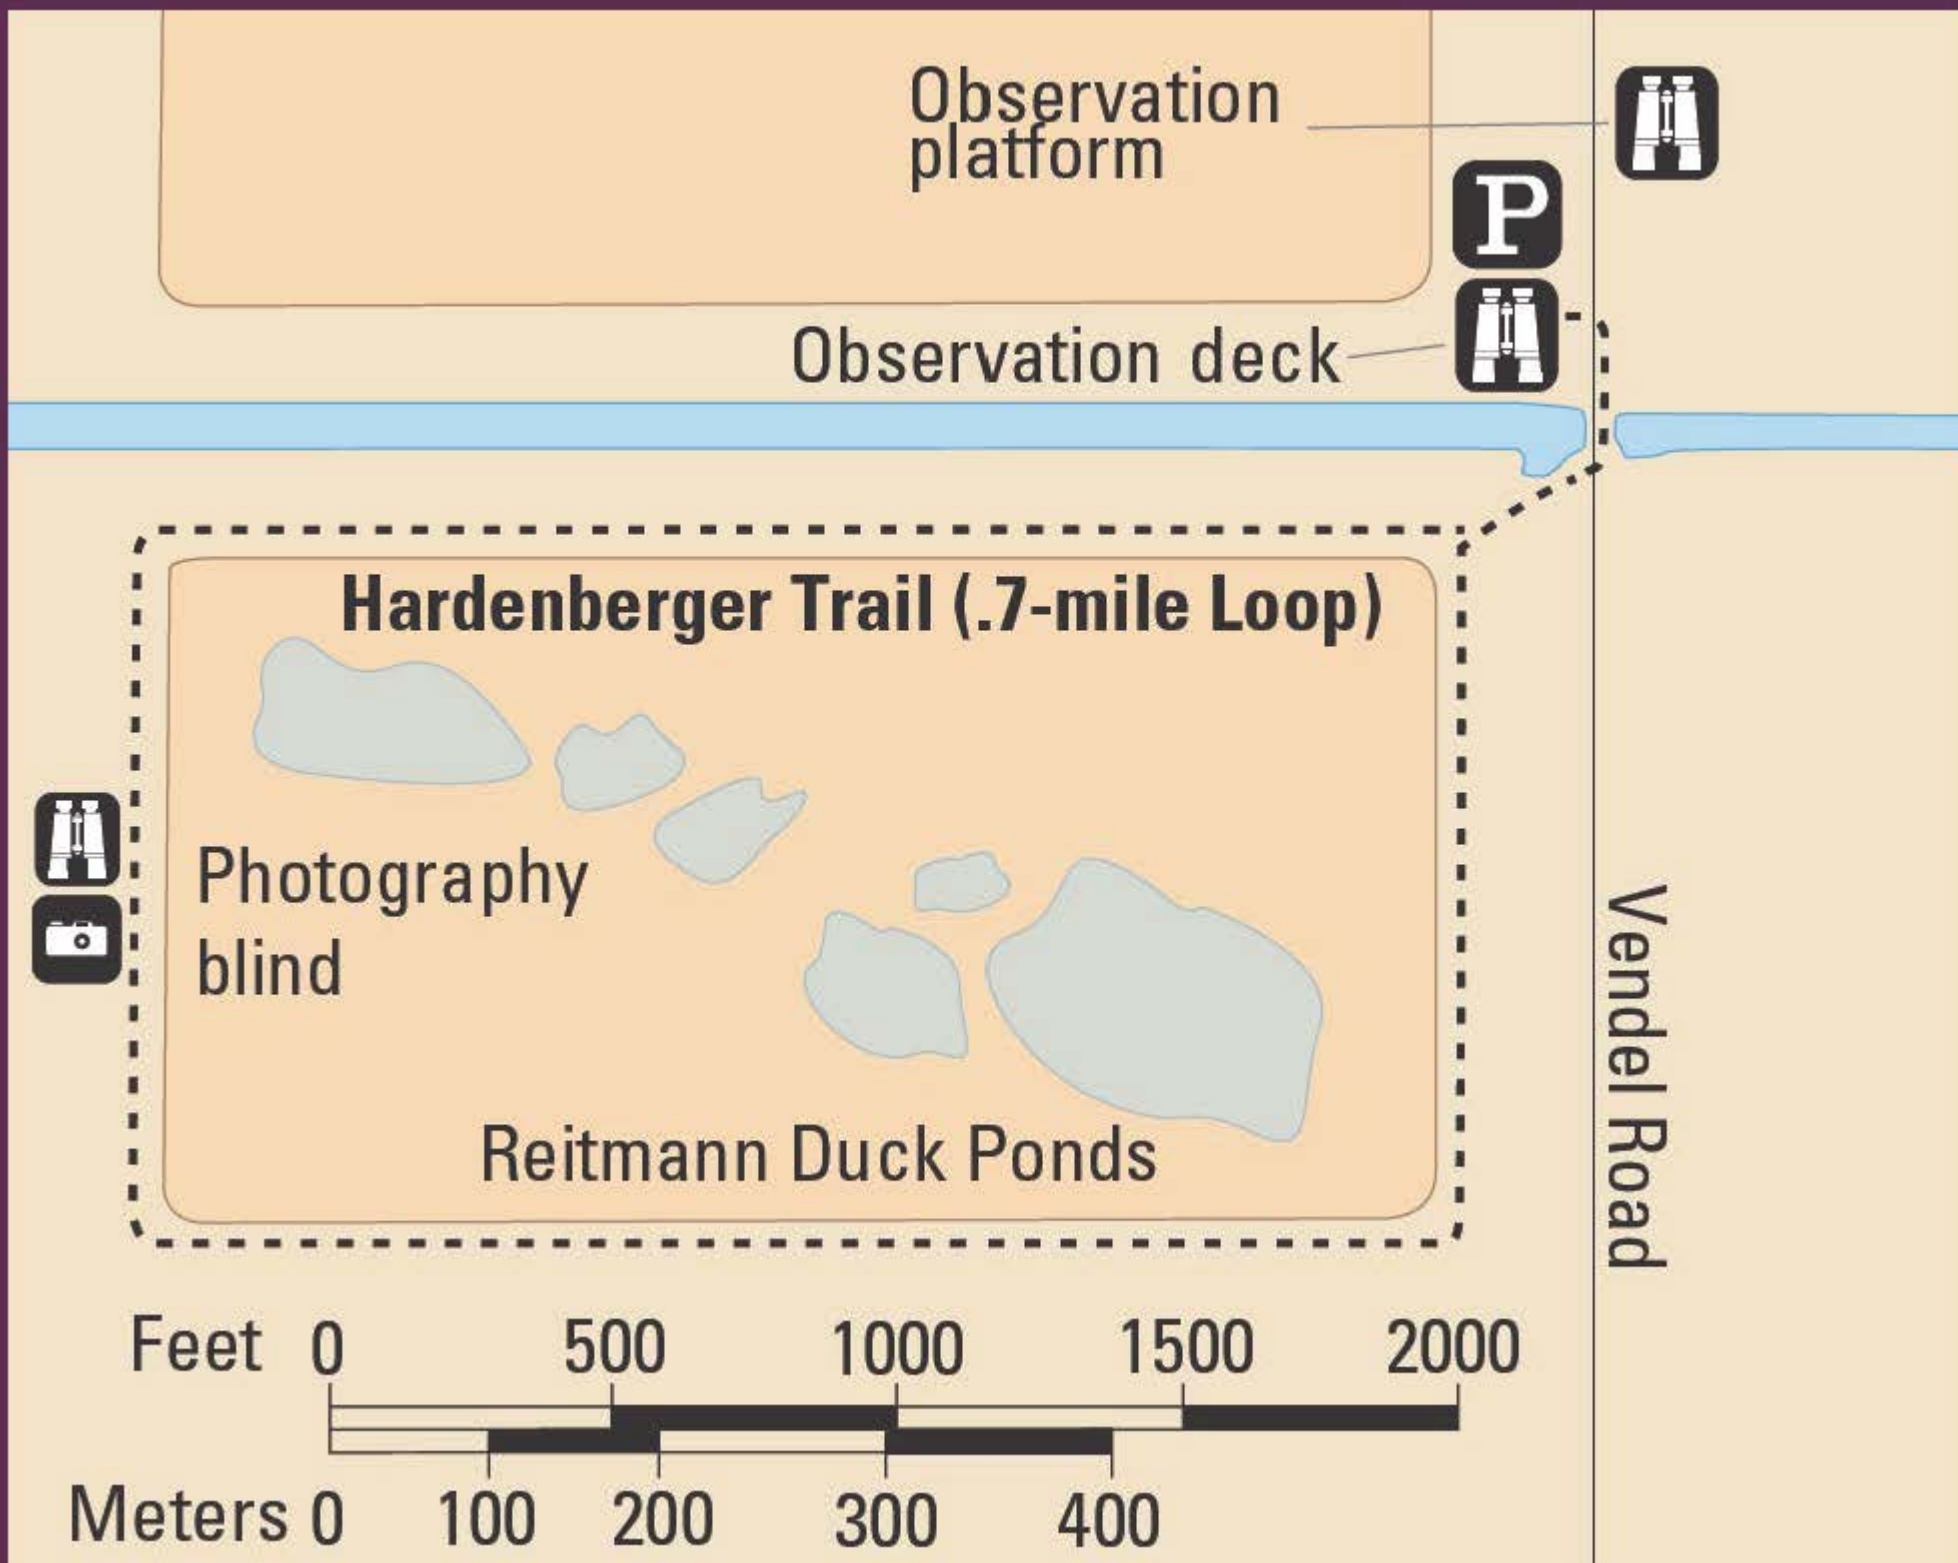 Observation
platform
P
Observation deck
Hardenberger Trail (.7-mile Loop)
Photography
blind
Reitmann Duck Ponds
Vendel Road
Feet 0 500 1000 1500 2000
Meters 0 100 200 300 400